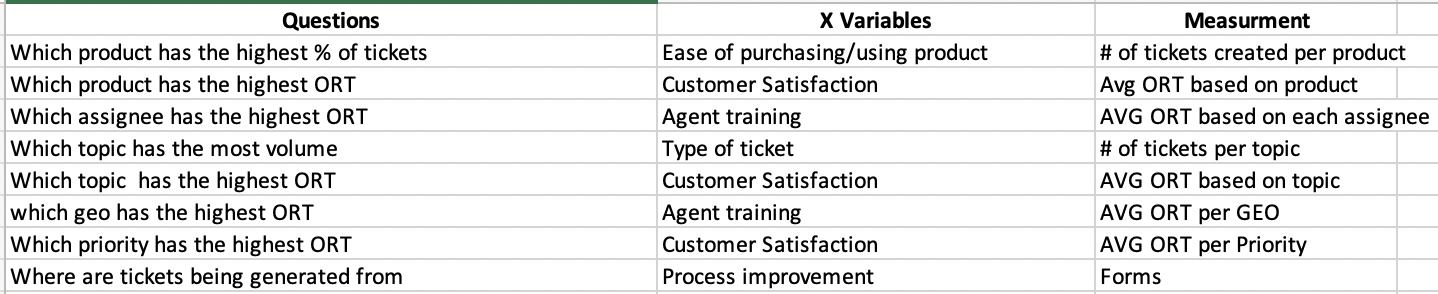 Questions X Variables Measurment
Which product has the highest % of tickets Ease of purchasing/using product # of tickets created per product
Which product has the highest ORT Customer Satisfaction Avg ORT based on product
Which assignee has the highest ORT Agent training AVG ORT based on each assignee
Which topic has the most volume Type of ticket # of tickets per topic
Which topic  has the highest ORT Customer Satisfaction AVG ORT based on topic
which geo has the highest ORT Agent training AVG ORT per GEO
Which priority has the highest ORT Customer Satisfaction AVG ORT per Priority
Where are tickets being generated from Process improvement Forms